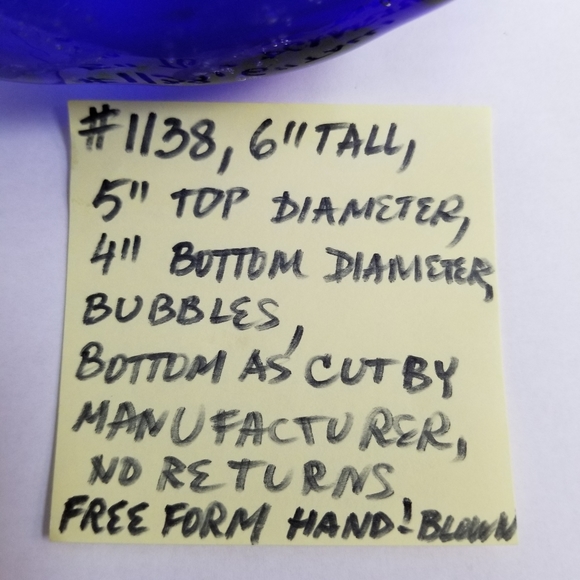 #1138, 6" TALL,
5" TOP DIAMETER,
4" BOTTOM DIAMETER,
BUBBLES,
BOTTOM AS CUT BY
MANUFACTURER,
NO RETURNS
FREE FORM HAND! BLOWN